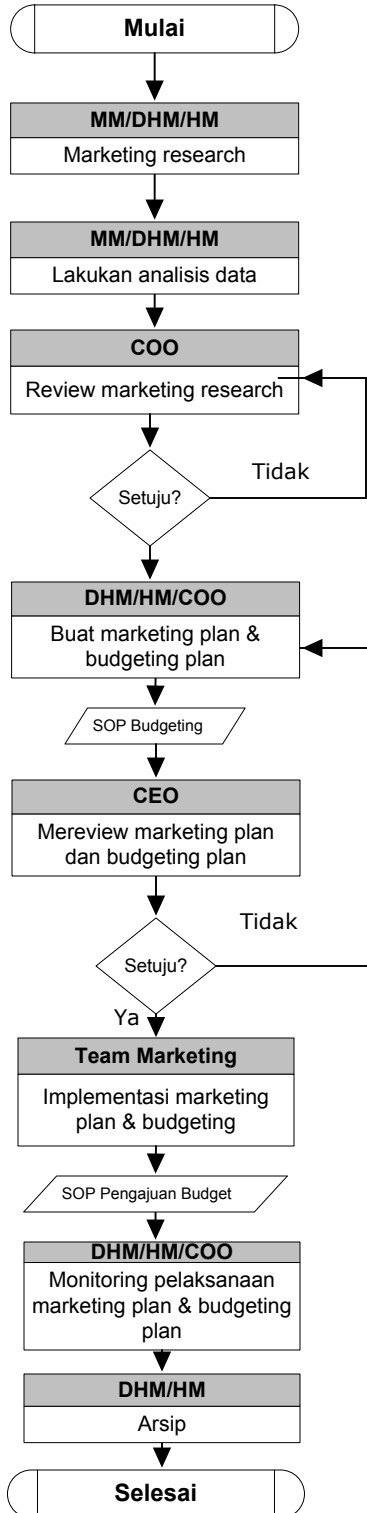 Mulai
MM/DHM/HM
Marketing research
MM/DHM/HM
Lakukan analisis data
COO
Review marketing research
Setuju?
Tidak
DHM/HM/COO
Buat marketing plan &
budgeting plan
SOP Budgeting
CEO
Mereview marketing plan
dan budgeting plan
Tidak
Setuju?
Ya
Team Marketing
Implementasi marketing
plan & budgeting
SOP Pengajuan Budget
DHM/HM/COO
Monitoring pelaksanaan
marketing plan & budgeting
plan
DHM/HM
Arsip
Selesai